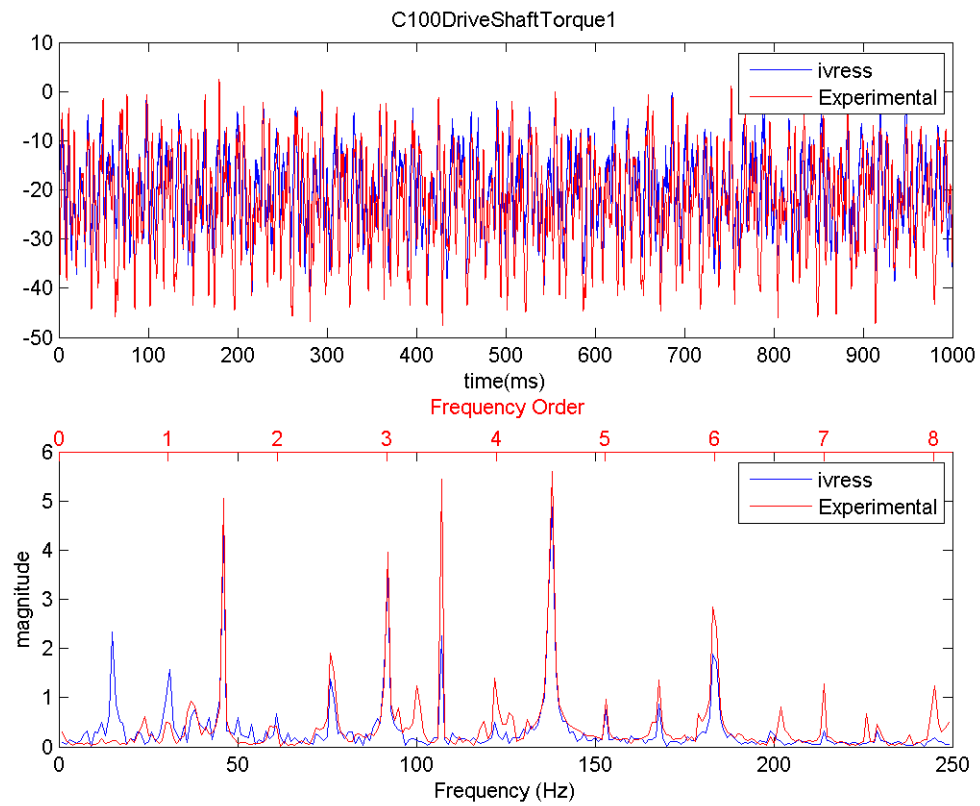 C100DriveShaftTorque1
10
0
-10
-20
-30
-40
-50
ivress
Experimental
0 100 200 300 400 500 600 700 800 900 1000
time(ms)
Frequency Order
0 1 2 3 4 5 6 7 8
6
5
4
3
2
1
0
magnitude
ivress
Experimental
0 50 100 150 200 250
Frequency (Hz)